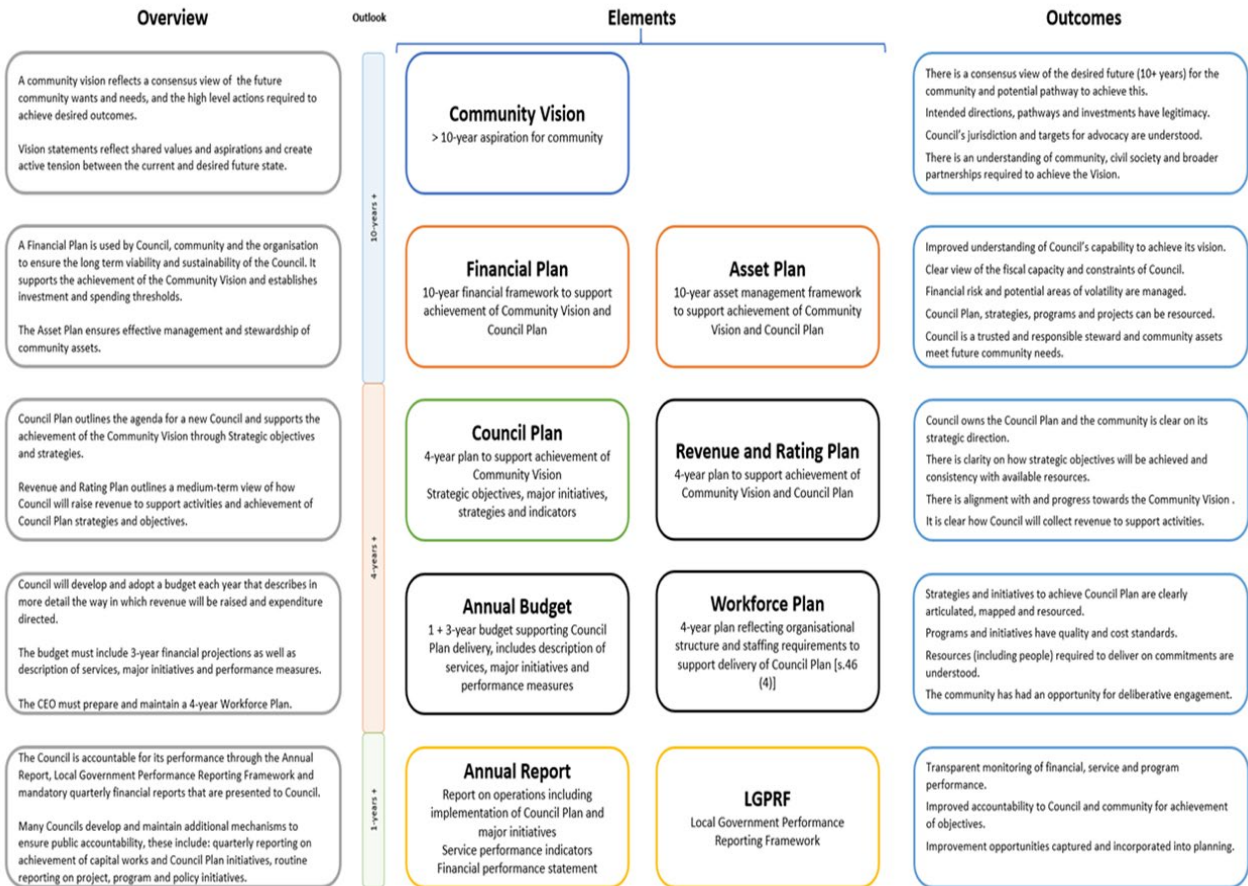 Overview
Outlook
Elements
Outcomes
A community vision reflects a consensus view of the future
community wants and needs, and the high level actions required to
achieve desired outcomes.
Vision statements reflect shared values and aspirations and create
active tension between the current and desired future state.
10-years +
Community Vision
> 10-year aspiration for community
There is a consensus view of the desired future (10+ years) for the
community and potential pathway to achieve this.
Intended directions, pathways and investments have legitimacy.
Council's jurisdiction and targets for advocacy are understood.
There is an understanding of community, civil society and broader
partnerships required to achieve the Vision.
A Financial Plan is used by Council, community and the organisation
to ensure the long term viability and sustainability of the Council. It
supports the achievement of the Community Vision and establishes
investment and spending thresholds.
The Asset Plan ensures effective management and stewardship of
community assets.
Financial Plan
10-year financial framework to support
achievement of Community Vision and
Council Plan
Asset Plan
10-year asset management framework
to support achievement of Community
Vision and Council Plan
Improved understanding of Council's capability to achieve its vision.
Clear view of the fiscal capacity and constraints of Council.
Financial risk and potential areas of volatility are managed.
Council Plan, strategies, programs and projects can be resourced.
Council is a trusted and responsible steward and community assets
meet future community needs.
Council Plan outlines the agenda for a new Council and supports the
achievement of the Community Vision through Strategic objectives
and strategies.
Revenue and Rating Plan outlines a medium-term view of how
Council will raise revenue to support activities and achievement of
Council Plan strategies and objectives.
4-years +
Council Plan
4-year plan to support achievement of
Community Vision
Strategic objectives, major initiatives,
strategies and indicators
Revenue and Rating Plan
4-year plan to support achievement of
Community Vision and Council Plan
Council owns the Council Plan and the community is clear on its
strategic direction.
There is clarity on how strategic objectives will be achieved and
consistency with available resources.
There is alignment with and progress towards the Community Vision .
It is clear how Council will collect revenue to support activities.
Council will develop and adopt a budget each year that describes in
more detail the way in which revenue will be raised and expenditure
directed.
The budget must include 3-year financial projections as well as
description of services, major initiatives and performance measures.
The CEO must prepare and maintain a 4-year Workforce Plan.
Annual Budget
1 + 3-year budget supporting Council
Plan delivery, includes description of
services, major initiatives and
performance measures
Workforce Plan
4-year plan reflecting organisational
structure and staffing requirements to
support delivery of Council Plan [s.46
(4)]
Strategies and initiatives to achieve Council Plan are clearly
articulated, mapped and resourced.
Programs and initiatives have quality and cost standards.
Resources (including people) required to deliver on commitments are
understood.
The community has had an opportunity for deliberative engagement.
The Council is accountable for its performance through the Annual
Report, Local Government Performance Reporting Framework and
mandatory quarterly financial reports that are presented to Council.
Many Councils develop and maintain additional mechanisms to
ensure public accountability, these include: quarterly reporting on
achievement of capital works and Council Plan initiatives, routine
reporting on project, program and policy initiatives.
1-years +
Annual Report
Report on operations including
implementation of Council Plan and
major initiatives
Service performance indicators
Financial performance statement
LGPRF
Local Government Performance
Reporting Framework
Transparent monitoring of financial, service and program
performance.
Improved accountability to Council and community for achievement
of objectives.
Improvement opportunities captured and incorporated into planning.